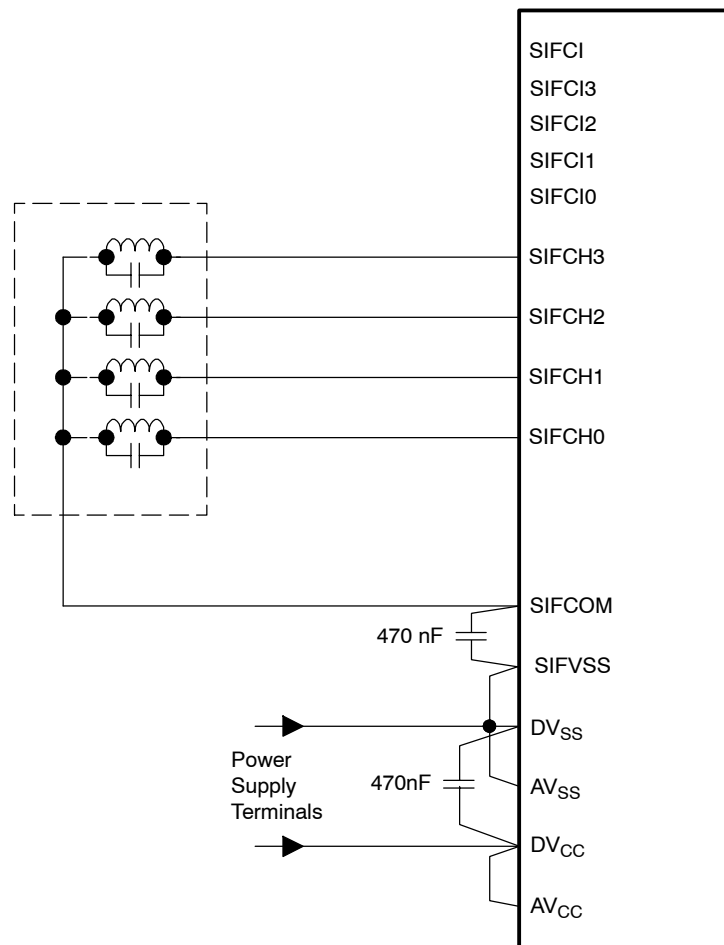 SIFCI
SIFCI3
SIFCI2
SIFCI1
SIFCI0
SIFCH3
SIFCH2
SIFCH1
SIFCH0
SIFCOM
470 nF
SIFVSS
DVSS
Power
Supply
Terminals
470nF
AVSS
DVCC
AVCC